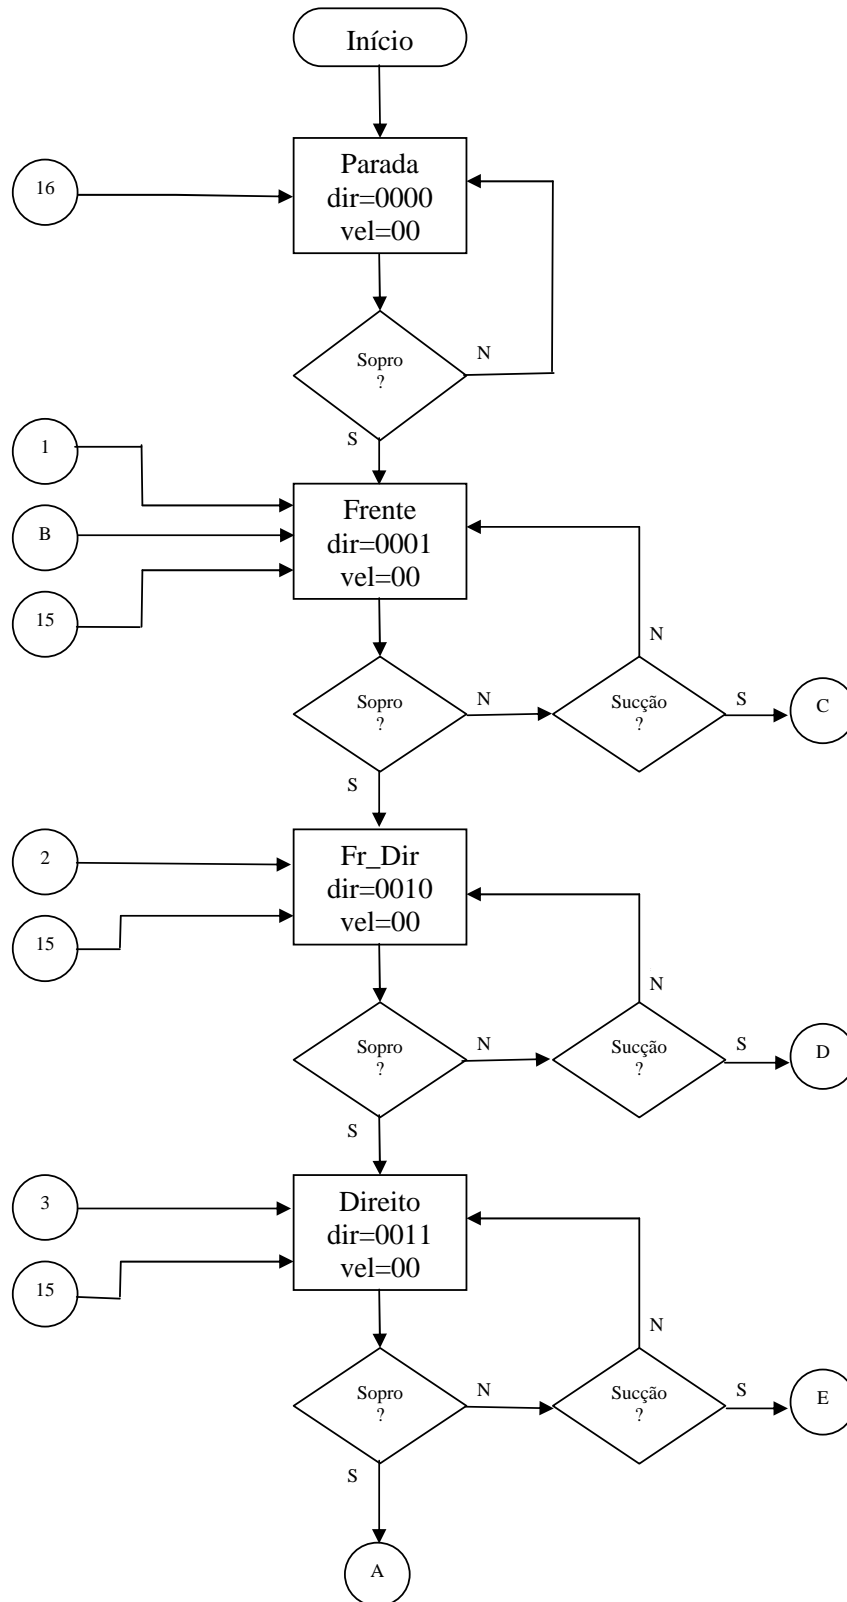 Início
16
Parada
dir=0000
vel=00
Sopro
?
N
S
1
B
15
Frente
dir=0001
vel=00
N
Sopro
?
N
Sucção
?
S
C
S
2
15
Fr_Dir
dir=0010
vel=00
N
Sopro
?
N
Sucção
?
S
D
S
3
15
Direito
dir=0011
vel=00
N
Sopro
?
N
Sucção
?
S
E
S
A